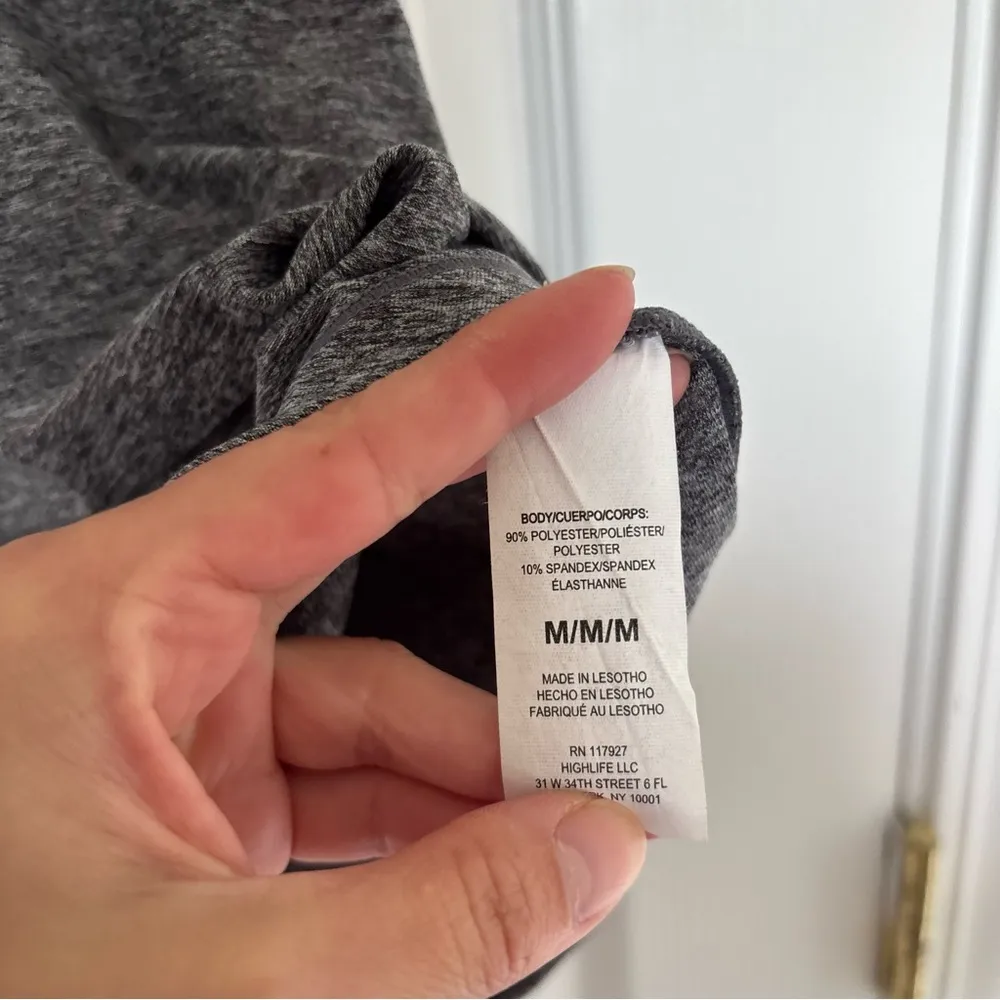 BODY/CUERPO/CORPS:
90% POLYESTER/POLIÉSTER/
POLYESTER
10% SPANDEX/SPANDEX
ÉLASTHANNE
M/M/M
MADE IN LESOTHO
HECHO EN LESOTHO
FABRIQUÉ AU LESOTHO
RN 117927
HIGHLIFE LLC
31 W 34TH STREET 6 FL
NY 10001